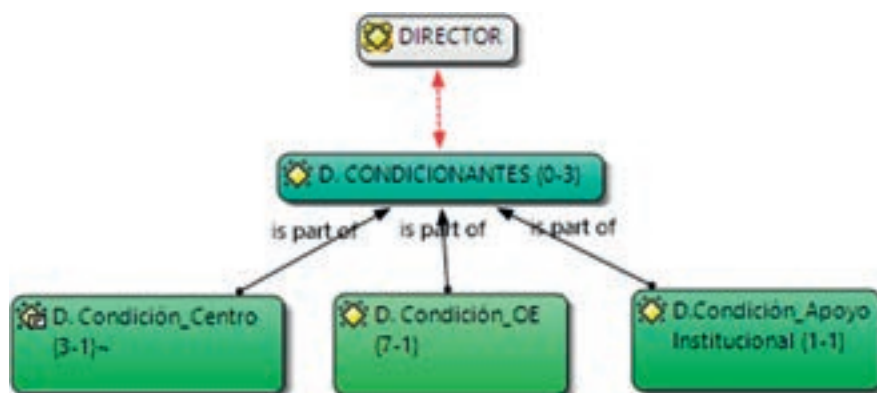 DIRECTOR
D. CONDICIONANTES {0-3}
is part of is part of is part of
D. Condición_Centro
{3-1}~
D. Condición_OE
{7-1}
D.Condición_Apoyo
Institucional {1-1}